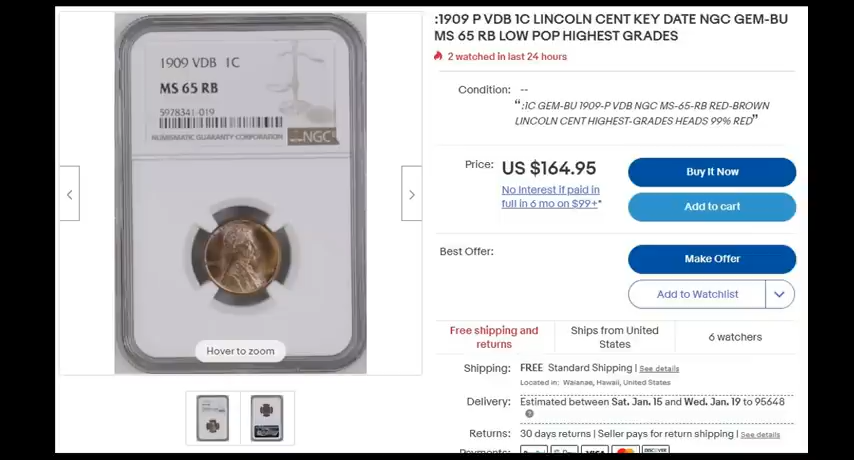 :1909 P VDB 1C LINCOLN CENT KEY DATE NGC GEM-BU
MS 65 RB LOW POP HIGHEST GRADES
2 watched in last 24 hours
Condition: --
“:1C GEM-BU 1909-P VDB NGC MS-65-RB RED-BROWN
LINCOLN CENT HIGHEST-GRADES HEADS 99% RED”
Price: US $164.95
No Interest if paid in
full in 6 mo on $99+*
Buy It Now
Add to cart
Best Offer:
Make Offer
Add to Watchlist
Free shipping and
returns
Ships from United
States
6 watchers
Shipping: FREE Standard Shipping | See details
Located in: Waianae, Hawaii, United States
Delivery: Estimated between Sat. Jan. 15 and Wed. Jan. 19 to 95648
Returns: 30 days returns | Seller pays for return shipping | See details
Payments:
VISA
DISCOVER
1909 VDB 1C
MS 65 RB
5978341-019
NUMISMATIC GUARANTY CORPORATION
NGC
Hover to zoom